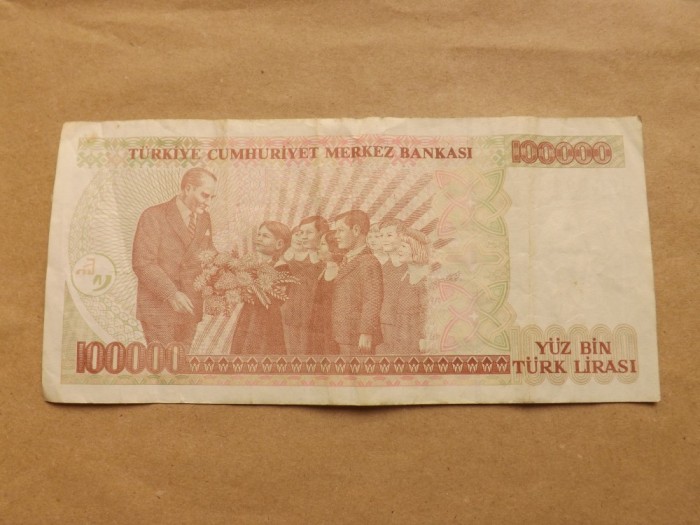 TÜRKİYE CUMHURİYET MERKEZ BANKASI
100000
100000
YÜZ BİN
TÜRK LİRASI